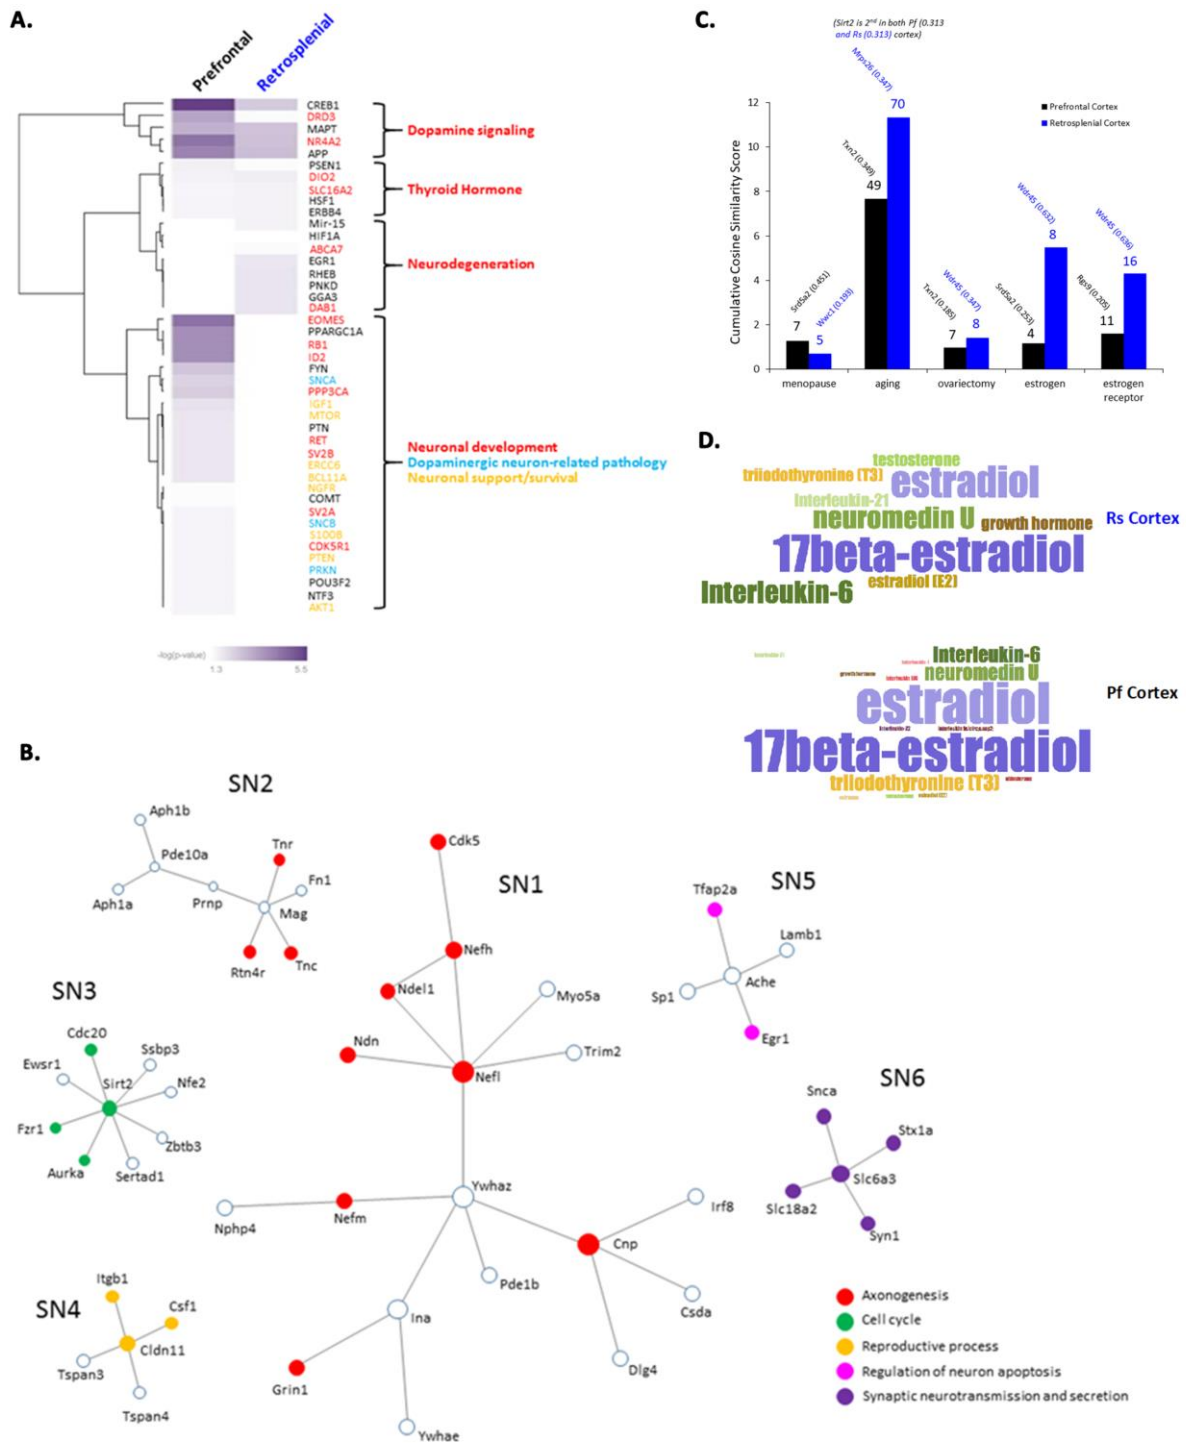 A.
Prefrontal
Retrosplenial
CREB1
DRD3
MAPT
NR4A2
APP
PSEN1
DIO2
SLC16A2
HSF1
ERBB4
Mir-15
HIF1A
ABCA7
EGR1
RHEB
PNKD
GGA3
DAB1
EOMES
PPARGC1A
RB1
ID2
FYN
SNCA
PPP3CA
IGF1
MTOR
PTN
RET
SV2B
ERCC6
BCL11A
NGFR
COMT
SV2A
SNCB
S100B
CDK5R1
PTEN
PRKN
POU3F2
NTF3
AKT1
Dopamine signaling
Thyroid Hormone
Neurodegeneration
Neuronal development
Dopaminergic neuron-related pathology
Neuronal support/survival
-log(p-value)
1.3
5.5
C.
(Sirt2 is 2nd in both Pf (0.313
and Rs (0.313) cortex)
Cumulative Cosine Similarity Score
12
10
8
6
4
2
0
Prefrontal Cortex
Retrosplenial Cortex
Srd5a2 (0.451)
7
Wwc1 (0.193)
5
Txn2 (0.349)
49
Mrps26 (0.347)
70
Txn2 (0.185)
7
Wdr45 (0.347)
8
Srd5a2 (0.253)
4
Wdr45 (0.632)
8
Rgs9 (0.205)
11
Wdr45 (0.636)
16
menopause
aging
ovariectomy
estrogen
estrogen
receptor
D.
testosterone
triiodothyronine (T3)
estradiol
Interleukin-21
neuromedin U
growth hormone
17beta-estradiol
Interleukin-6
estradiol (E2)
Rs Cortex
Interleukin-6
neuromedin U
growth hormone
estradiol
17beta-estradiol
triiodothyronine (T3)
Pf Cortex
B.
SN2
Aph1b
Pde10a
Aph1a
Prnp
Tnr
Fn1
Mag
Rtn4r
Tnc
SN1
Cdk5
Nefh
Ndel1
Myo5a
Ndn
Trim2
Nefl
Ywhaz
Nphp4
Nefm
Irf8
Cnp
Pde1b
Csda
Ina
Dlg4
Grin1
Ywhae
SN3
Cdc20
Ewsr1
Ssbp3
Sirt2
Nfe2
Fzr1
Zbtb3
Aurka
Sertad1
SN4
Itgb1
Csf1
Cldn11
Tspan3
Tspan4
SN5
Tfap2a
Lamb1
Ache
Sp1
Egr1
SN6
Snca
Stx1a
Slc6a3
Slc18a2
Syn1
Axonogenesis
Cell cycle
Reproductive process
Regulation of neuron apoptosis
Synaptic neurotransmission and secretion